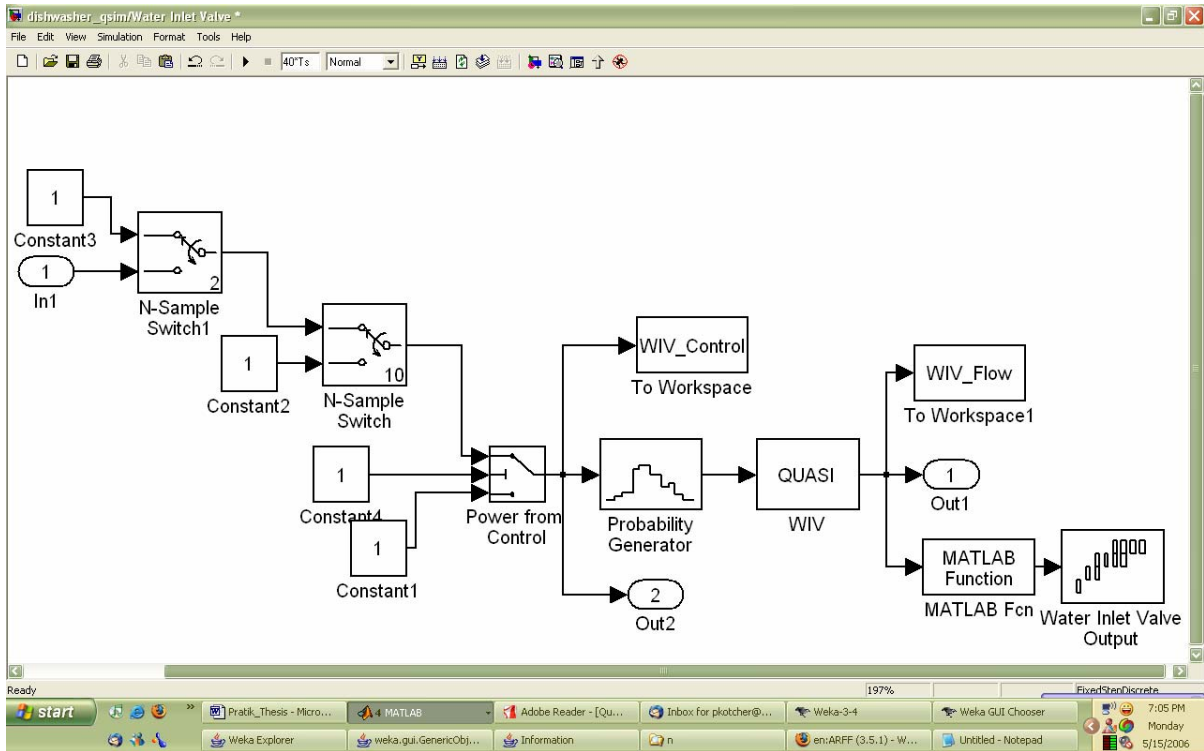 dishwasher_qsim/Water Inlet Valve *
File Edit View Simulation Format Tools Help
40*Ts Normal
1
Constant3
1
In1
2
N-Sample
Switch1
1
Constant2
10
N-Sample
Switch
WIV_Control
To Workspace
WIV_Flow
To Workspace1
1
Constant4
1
Constant1
Power from
Control
Probability
Generator
QUASI
WIV
1
Out1
2
Out2
MATLAB
Function
MATLAB Fcn
Water Inlet Valve
Output
Ready 197% FixedStepDiscrete
start » Pratik_Thesis - Micro... 4 MATLAB Adobe Reader - [Qu... Inbox for pkotcher@... Weka-3-4 Weka GUI Chooser 7:05 PM
Monday
Weka Explorer weka.gui.GenericObj... Information n en:ARFF (3.5.1) - W... Untitled - Notepad 5/15/2006